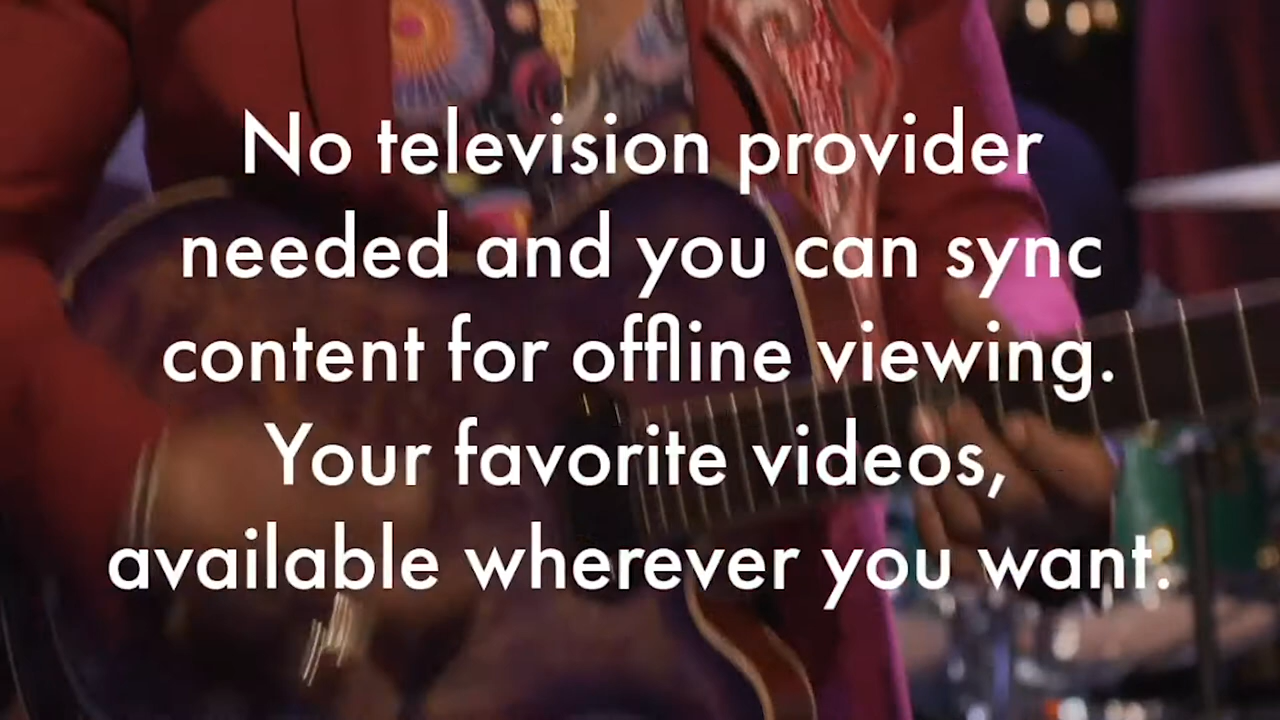 No television provider
needed and you can sync
content for offline viewing.
Your favorite videos,
available wherever you want.